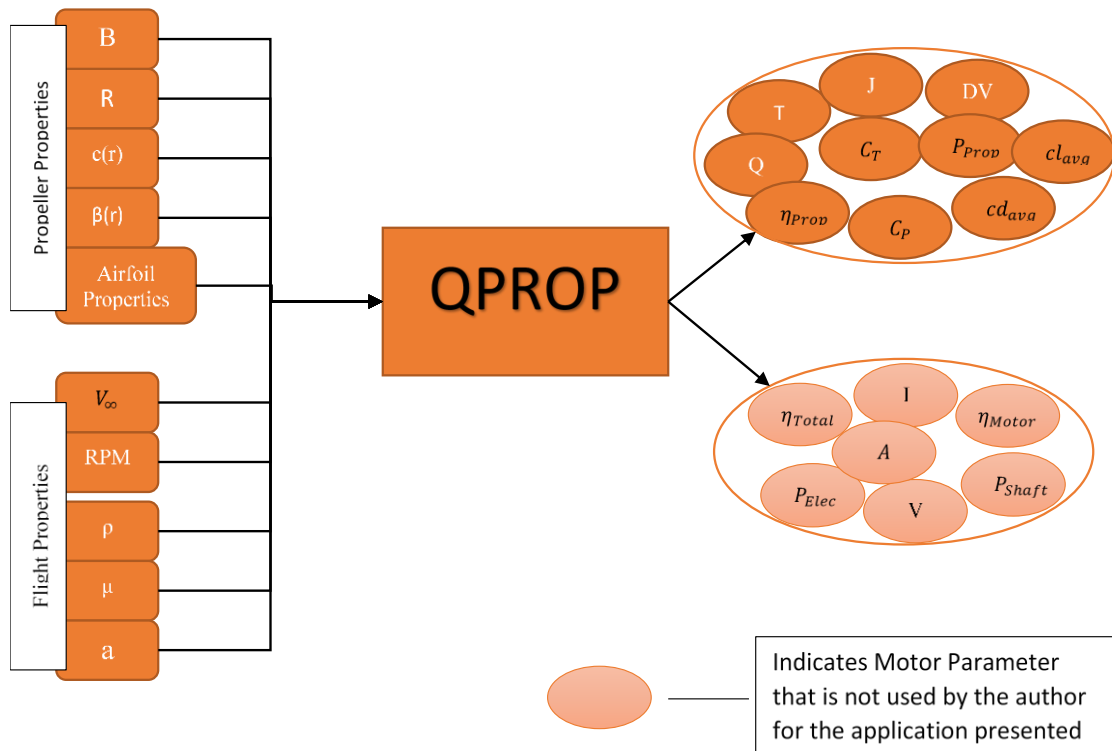 Propeller Properties
B
R
c(r)
β(r)
Airfoil
Properties
Flight Properties
V∞
RPM
ρ
μ
a
QPROP
J
DV
T
C_T
P_Prop
cl_avg
Q
η_Prop
C_P
cd_avg
η_Total
I
η_Motor
A
P_Elec
V
P_Shaft
Indicates Motor Parameter
that is not used by the author
for the application presented